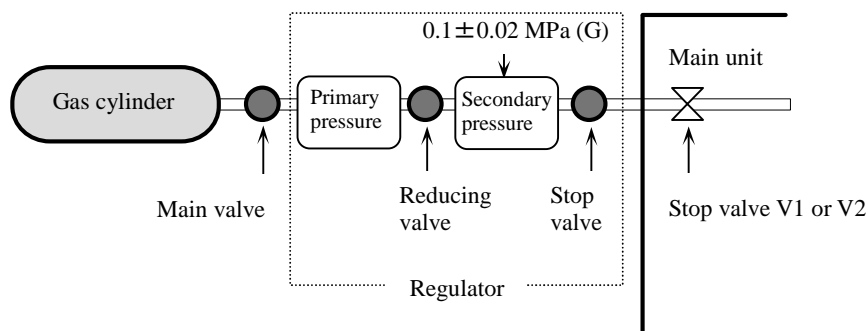 0.1±0.02 MPa (G)
Main unit
Gas cylinder
Primary
pressure
Secondary
pressure
Main valve
Reducing
valve
Stop
valve
Stop valve V1 or V2
Regulator